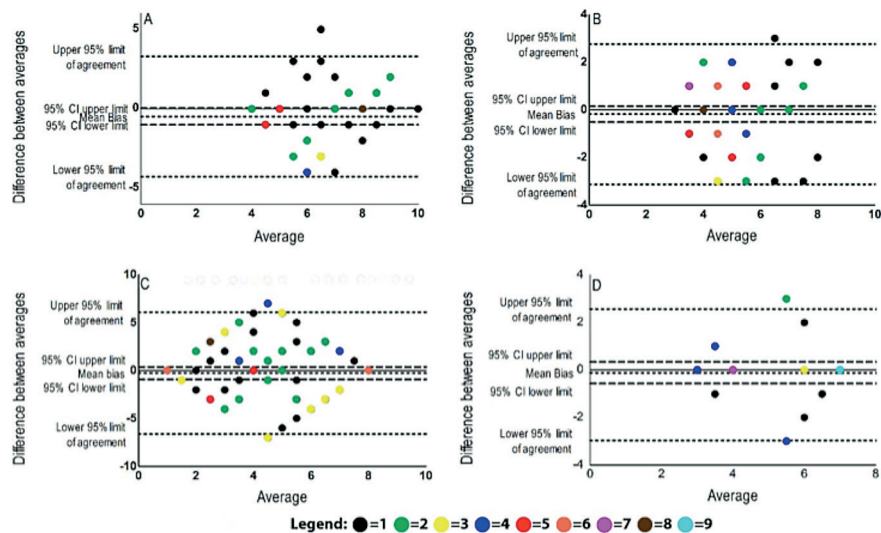 A
Difference between averages
5
0
-5
Upper 95% limit
of agreement
95% CI upper limit
Mean Bias
95% CI lower limit
Lower 95% limit
of agreement
0 2 4 6 8 10
Average
B
Difference between averages
4
2
0
-2
-4
Upper 95% limit
of agreement
95% CI upper limit
Mean Bias
95% CI lower limit
Lower 95% limit
of agreement
0 2 4 6 8 10
Average
C
Difference between averages
10
5
0
-5
-10
Upper 95% limit
of agreement
95% CI upper limit
Mean bias
95% CI lower limit
Lower 95% limit
of agreement
0 2 4 6 8 10
Average
D
Difference between averages
4
2
0
-2
-4
Upper 95% limit
of agreement
95% CI upper limit
Mean Bias
95% CI lower limit
Lower 95% limit
of agreement
0 2 4 6 8
Average
Legend: =1 =2 =3 =4 =5 =6 =7 =8 =9